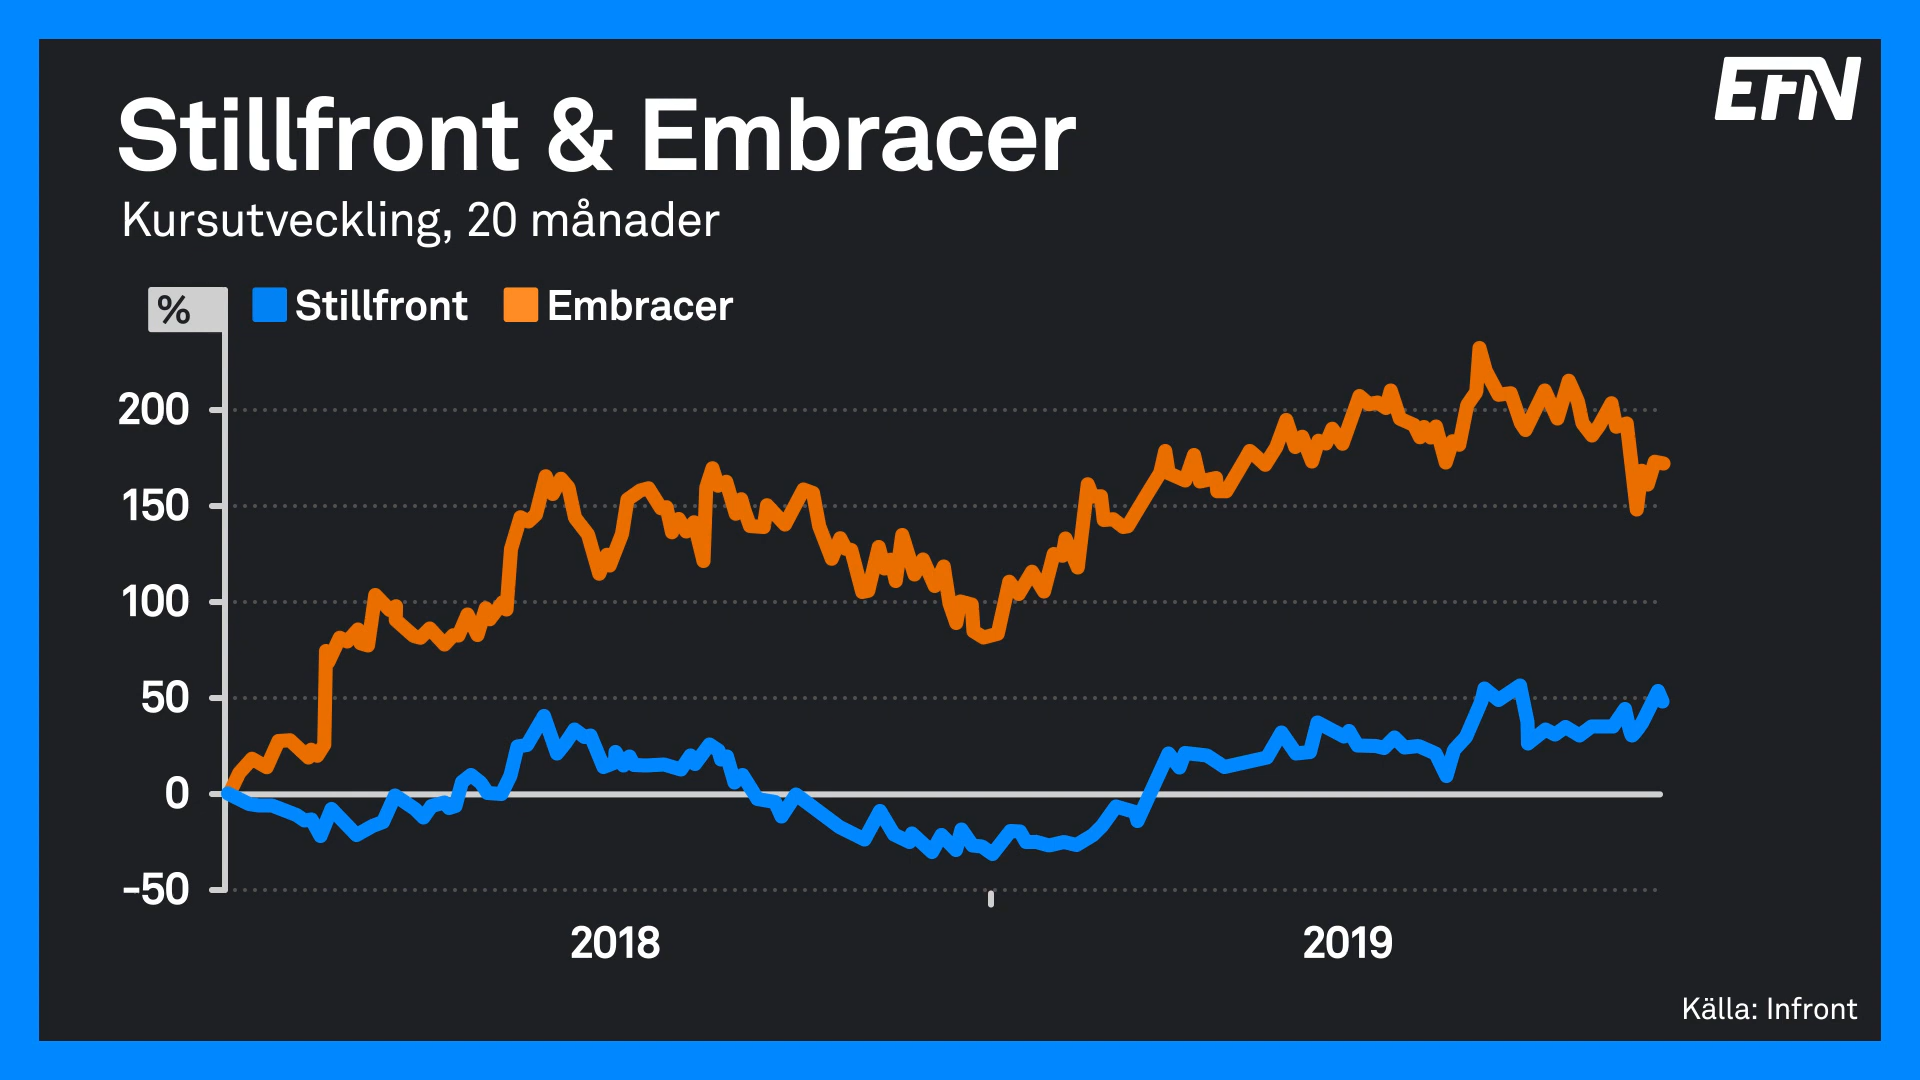 EFN
Stillfront & Embracer
Kursutveckling, 20 månader
% Stillfront Embracer
200
150
100
50
0
-50
2018 2019
Källa: Infront